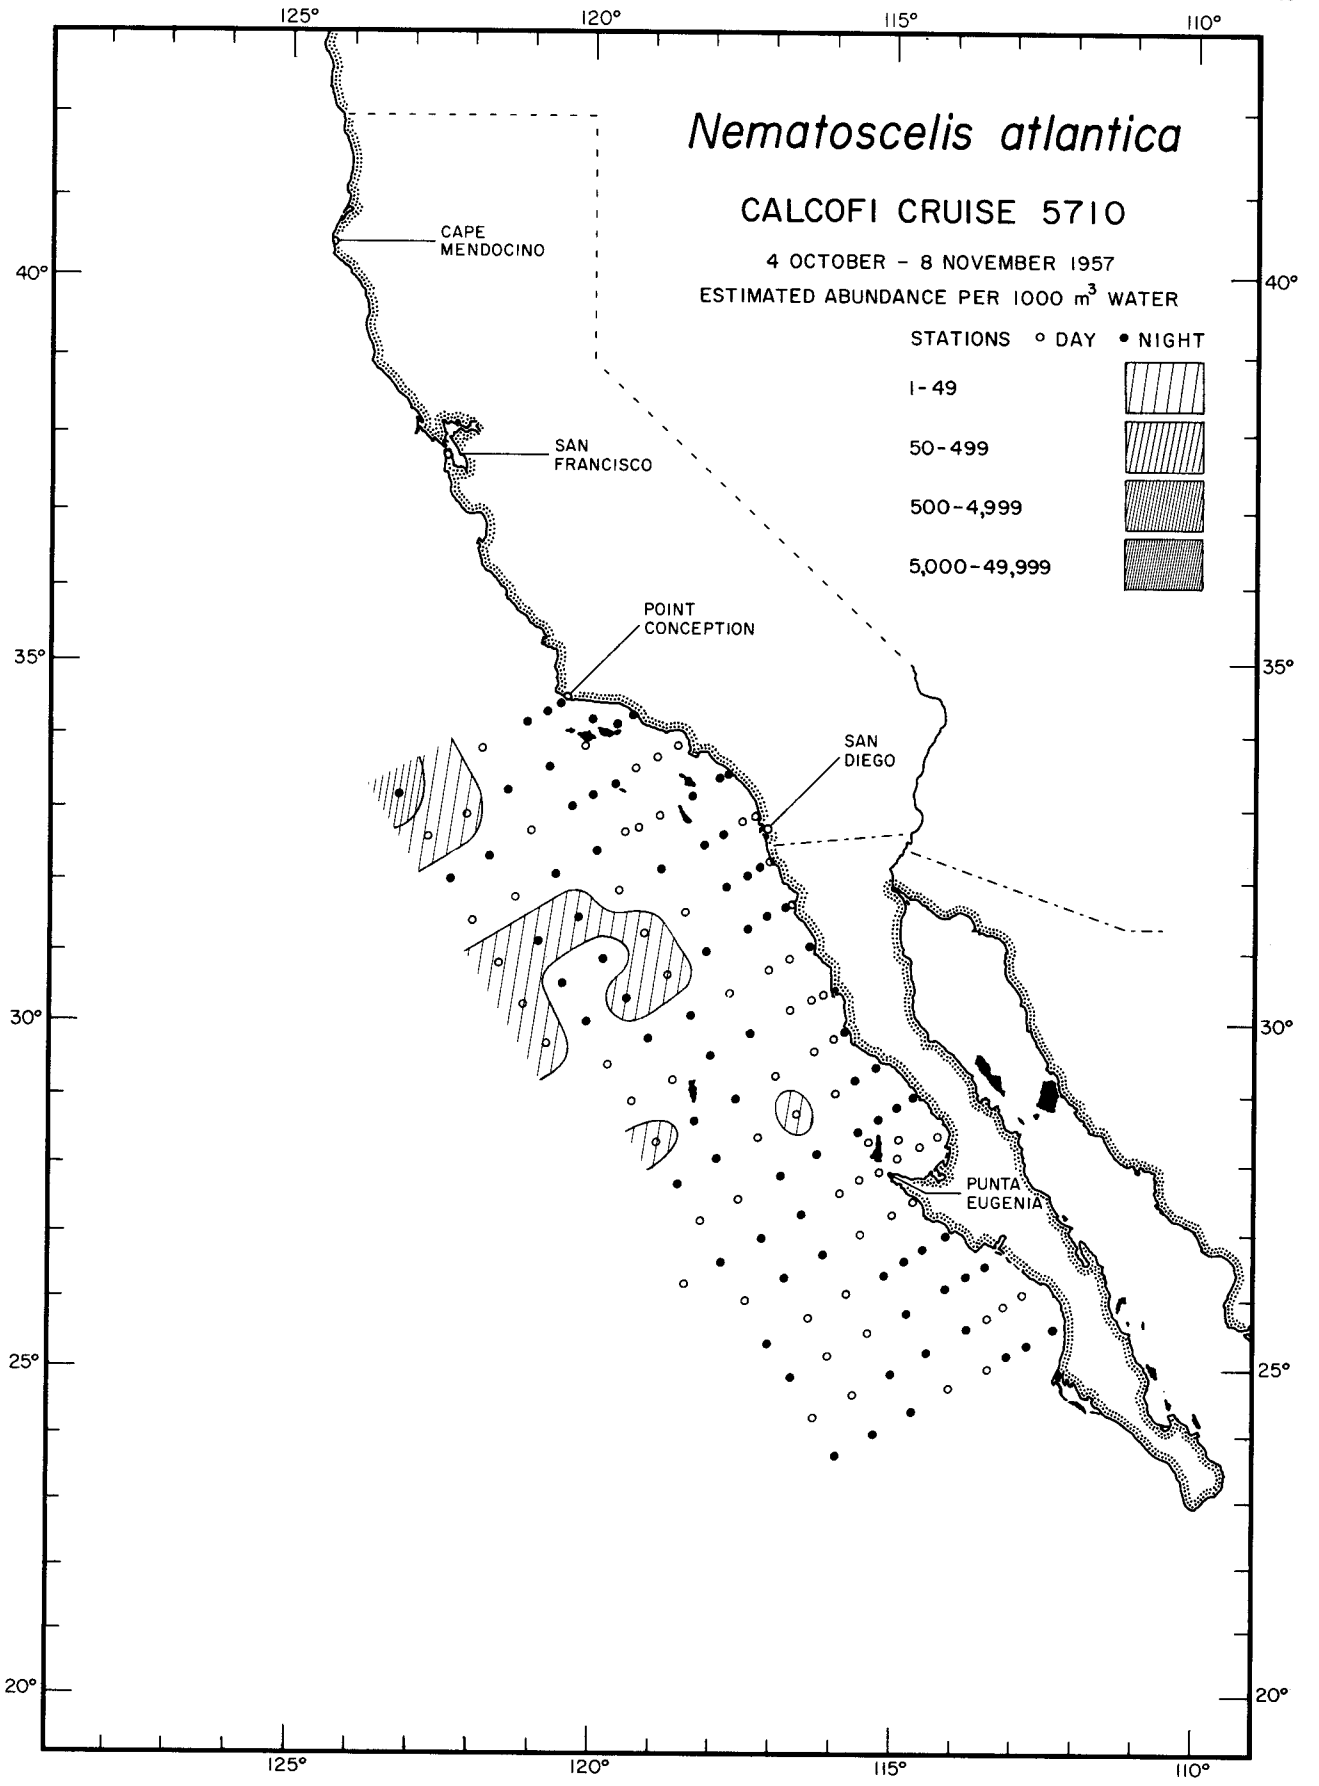 125° 120° 115° 110°
Nematoscelis atlantica
CALCOFI CRUISE 5710
4 OCTOBER – 8 NOVEMBER 1957
ESTIMATED ABUNDANCE PER 1000 m³ WATER
STATIONS ○ DAY ● NIGHT
1-49
50-499
500-4,999
5,000-49,999
CAPE
MENDOCINO
40° 40°
SAN
FRANCISCO
POINT
CONCEPTION
35° 35°
SAN
DIEGO
30° 30°
PUNTA
EUGENIA
25° 25°
20° 20°
125° 120° 115° 110°